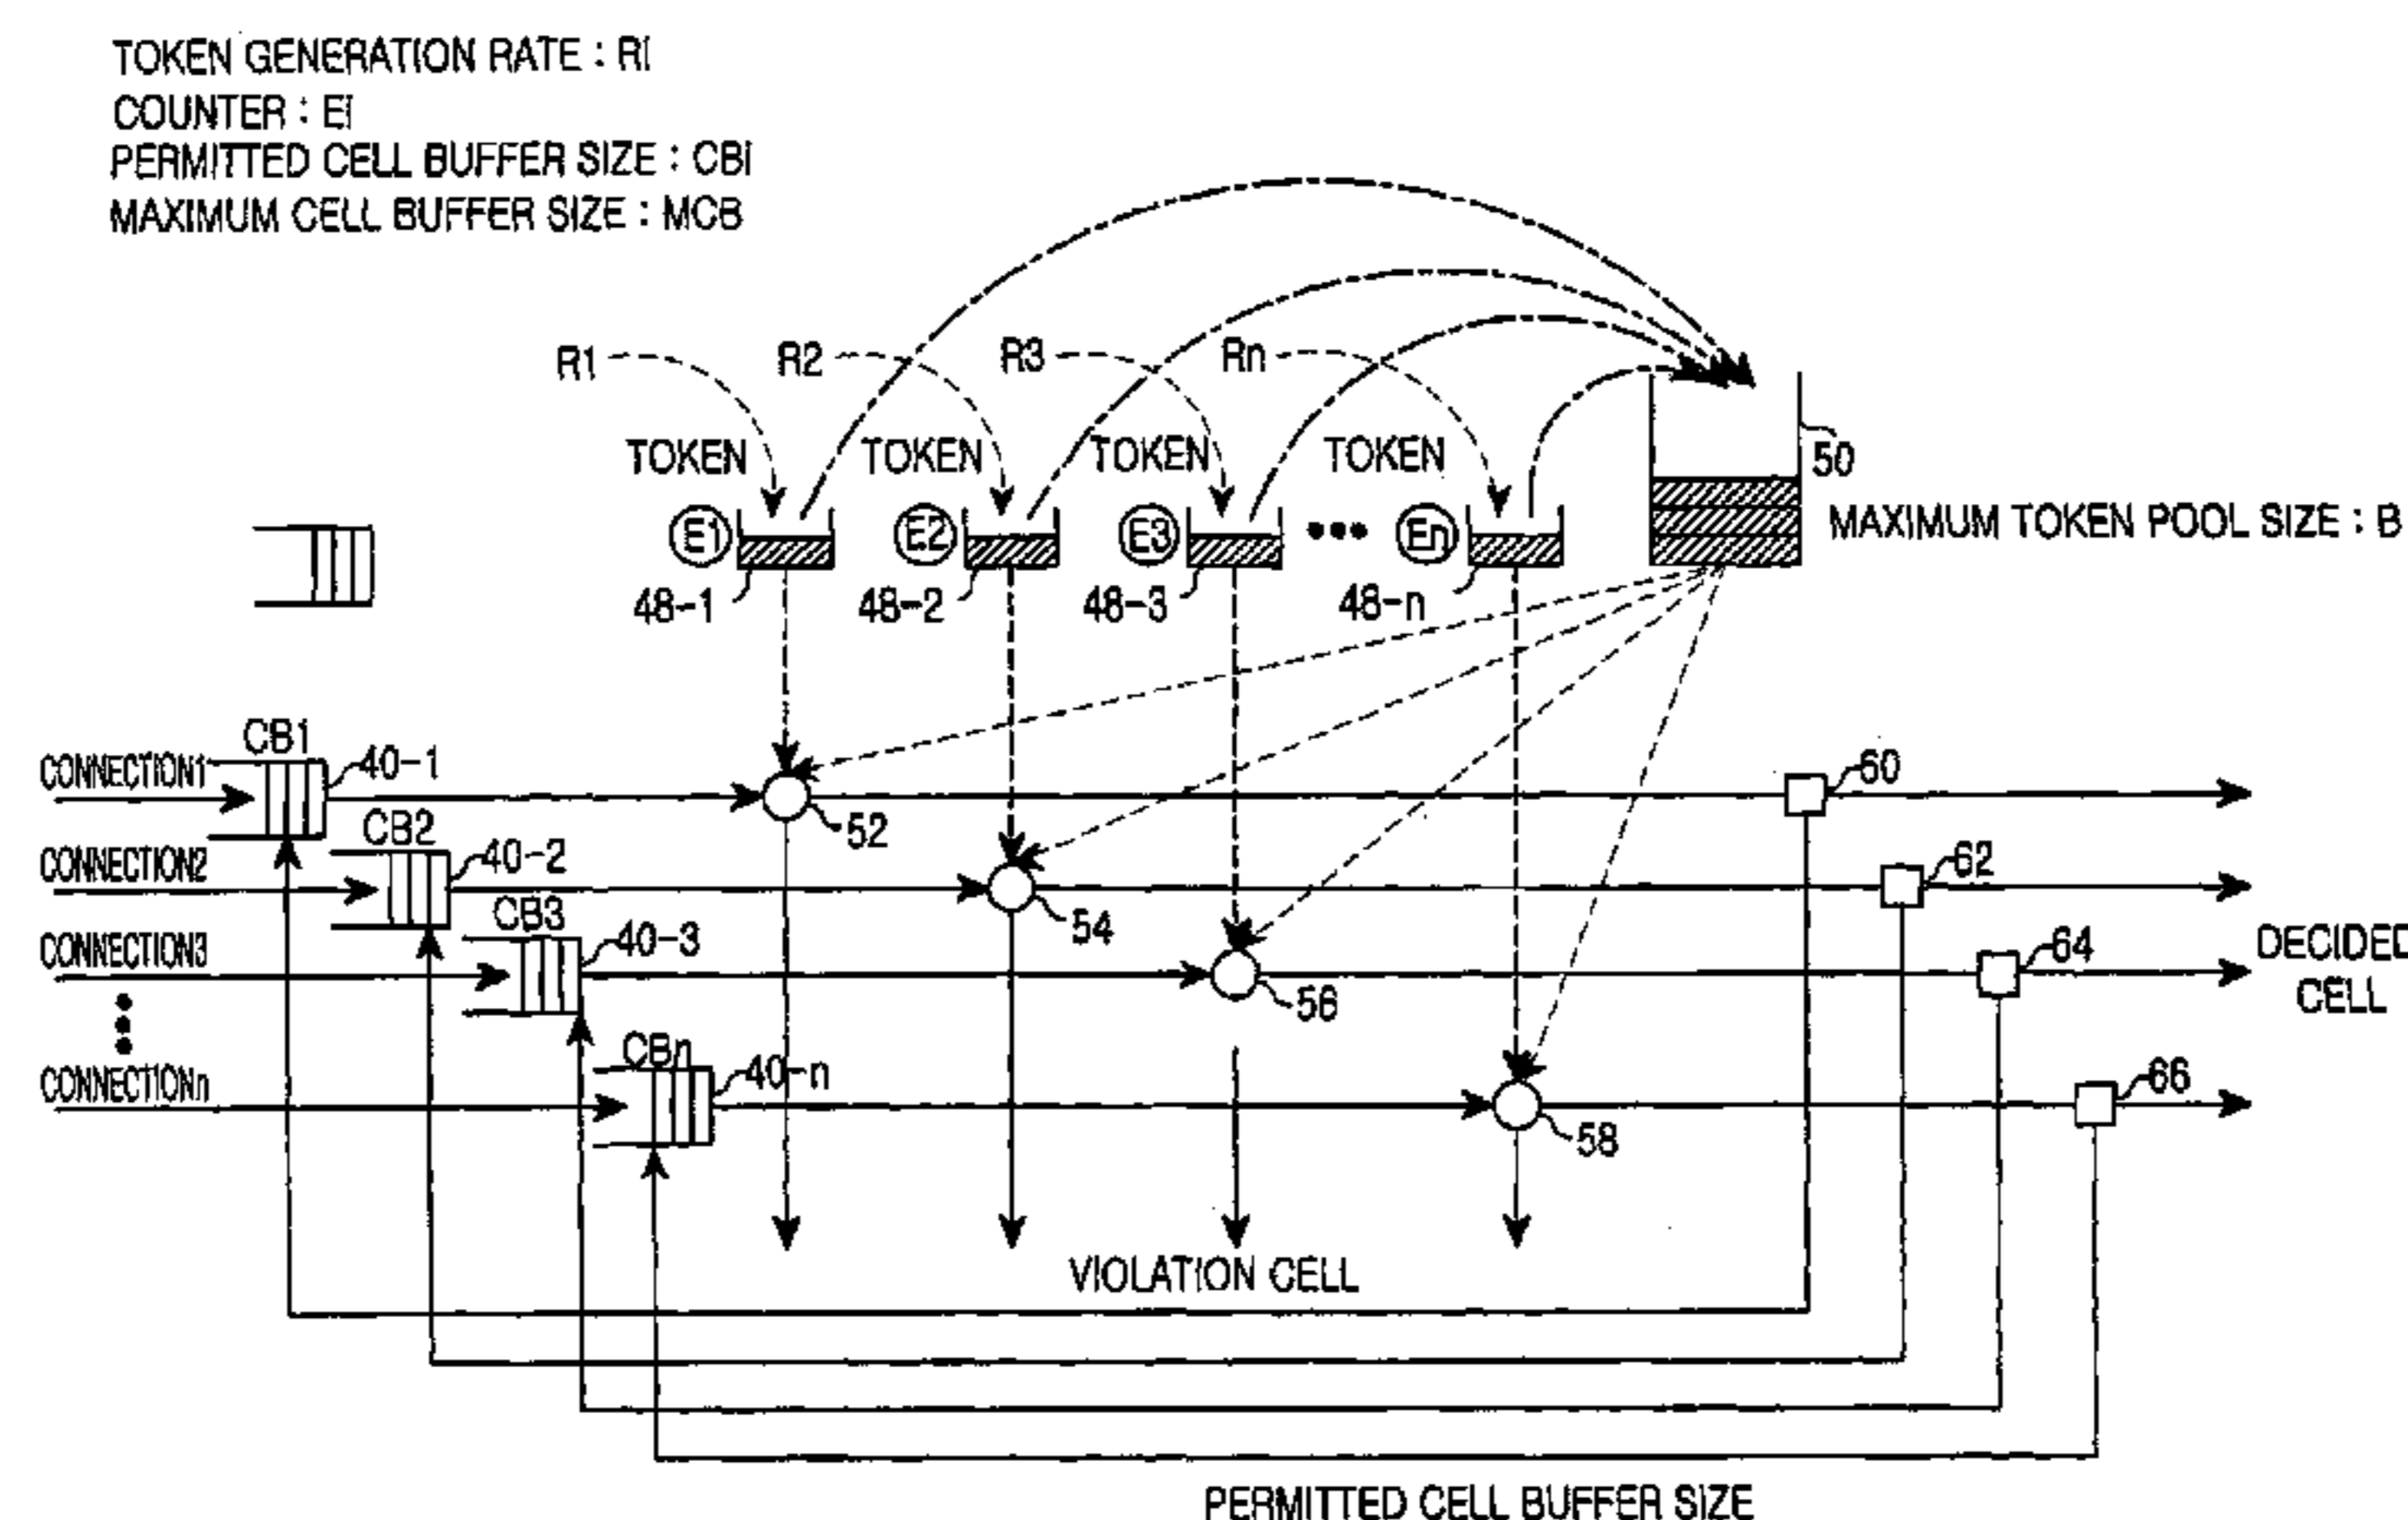 TOKEN GENERATION RATE : Ri
COUNTER : Ei
PERMITTED CELL BUFFER SIZE : CBi
MAXIMUM CELL BUFFER SIZE : MCB
R1
R2
R3
Rn
TOKEN
TOKEN
TOKEN
TOKEN
50
E1
E2
E3
En
MAXIMUM TOKEN POOL SIZE : B
48-1
48-2
48-3
48-n
CB1
CONNECTION1
40-1
60
52
CB2
CONNECTION2
40-2
62
54
CB3
CONNECTION3
40-3
64
DECIDED
CELL
56
CBn
CONNECTIONn
40-n
66
58
VIOLATION CELL
PERMITTED CELL BUFFER SIZE